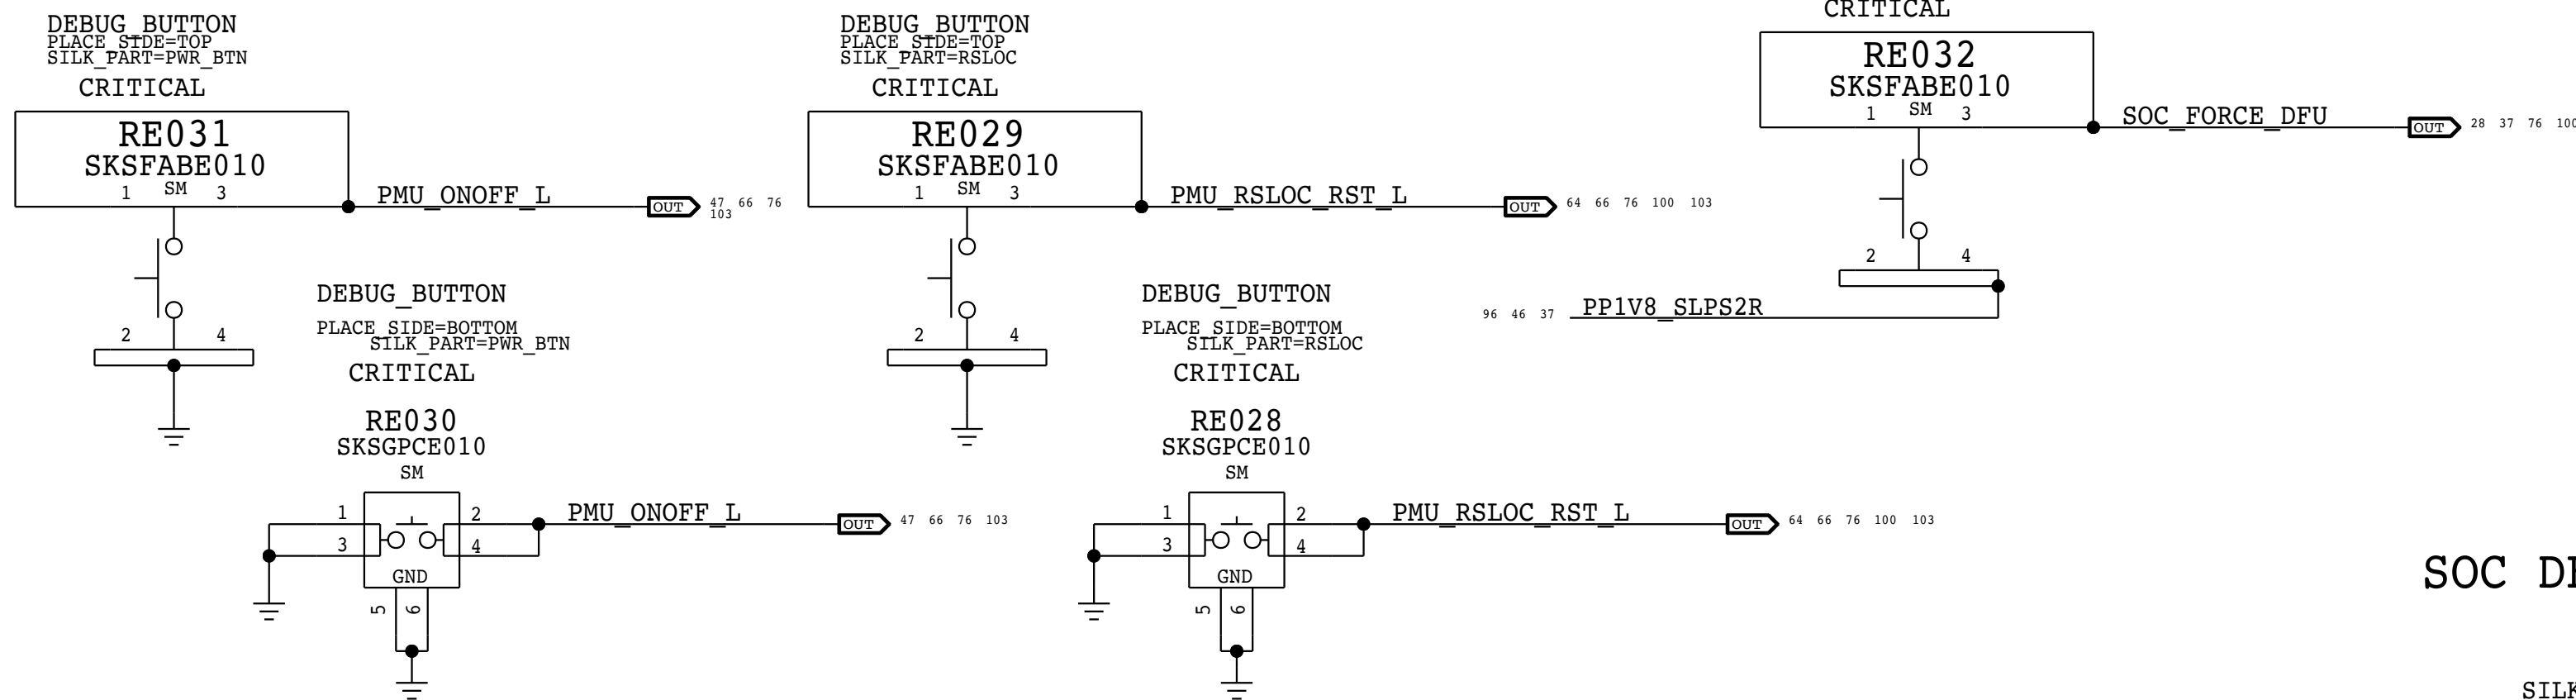 DEBUG_BUTTON
PLACE_SIDE=TOP
SILK_PART=PWR_BTN
CRITICAL
RE031
SKSFABE010
1 SM 3
PMU_ONOFF_L
OUT
47 66 76
103
2 4
DEBUG_BUTTON
PLACE_SIDE=TOP
SILK_PART=RSLOC
CRITICAL
RE029
SKSFABE010
1 SM 3
PMU_RSLOC_RST_L
OUT
64 66 76 100 103
2 4
CRITICAL
RE032
SKSFABE010
1 SM 3
SOC_FORCE_DFU
OUT
28 37 76 100
2 4
96 46 37 PP1V8_SLPS2R
DEBUG_BUTTON
PLACE_SIDE=BOTTOM
SILK_PART=PWR_BTN
CRITICAL
RE030
SKSGPCE010
SM
1 2
3 4
GND
5 6
PMU_ONOFF_L
OUT
47 66 76 103
DEBUG_BUTTON
PLACE_SIDE=BOTTOM
SILK_PART=RSLOC
CRITICAL
RE028
SKSGPCE010
SM
1 2
3 4
GND
5 6
PMU_RSLOC_RST_L
OUT
64 66 76 100 103
SOC